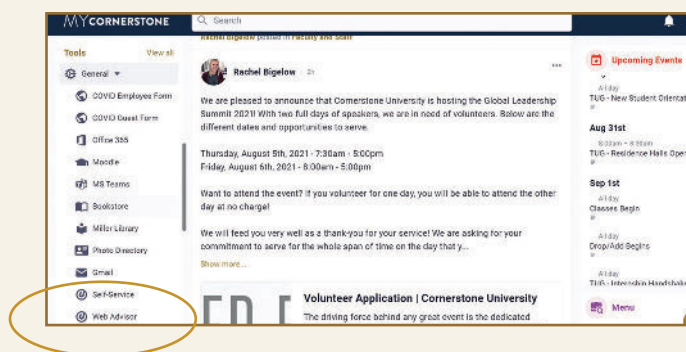 MYCORNERSTONE
Search
Tools View all
General
COVID Employee Form
COVID Guest Form
Office 365
Moodle
MS Teams
Bookstore
Miller Library
Photo Directory
Gmail
Self-Service
Web Advisor
Rachel Bigelow posted in Faculty and Staff
Rachel Bigelow 2h
We are pleased to announce that Cornerstone University is hosting the Global Leadership
Summit 2021! With two full days of speakers, we are in need of volunteers. Below are the
different dates and opportunities to serve.
Thursday, August 5th, 2021 - 7:30am - 5:00pm
Friday, August 6th, 2021 - 8:00am - 5:00pm
Want to attend the event? If you volunteer for one day, you will be able to attend the other
day at no charge!
We will feed you very well as a thank-you for your service! We are asking for your
commitment to serve for the whole span of time on the day that y...
Show more...
Volunteer Application | Cornerstone University
The driving force behind any great event is the dedicated
Upcoming Events
All day
TUG - New Student Orientat
Aug 31st
8:00am - 8:30am
TUG - Residence Halls Oper
Sep 1st
All day
Classes Begin
All day
Drop/Add Begins
All day
TUG - Internship Handshake
Menu